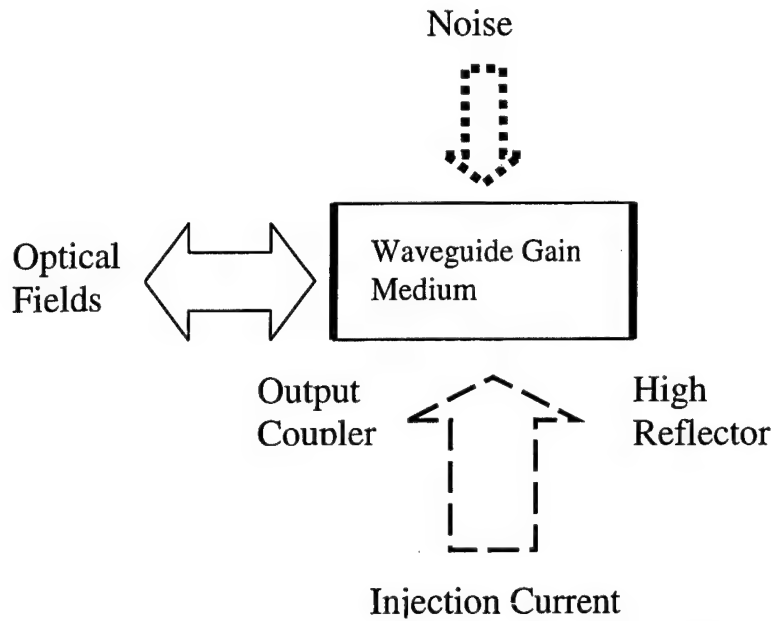 Noise
Waveguide Gain
Medium
Optical
Fields
Output
Coupler
High
Reflector
Injection Current